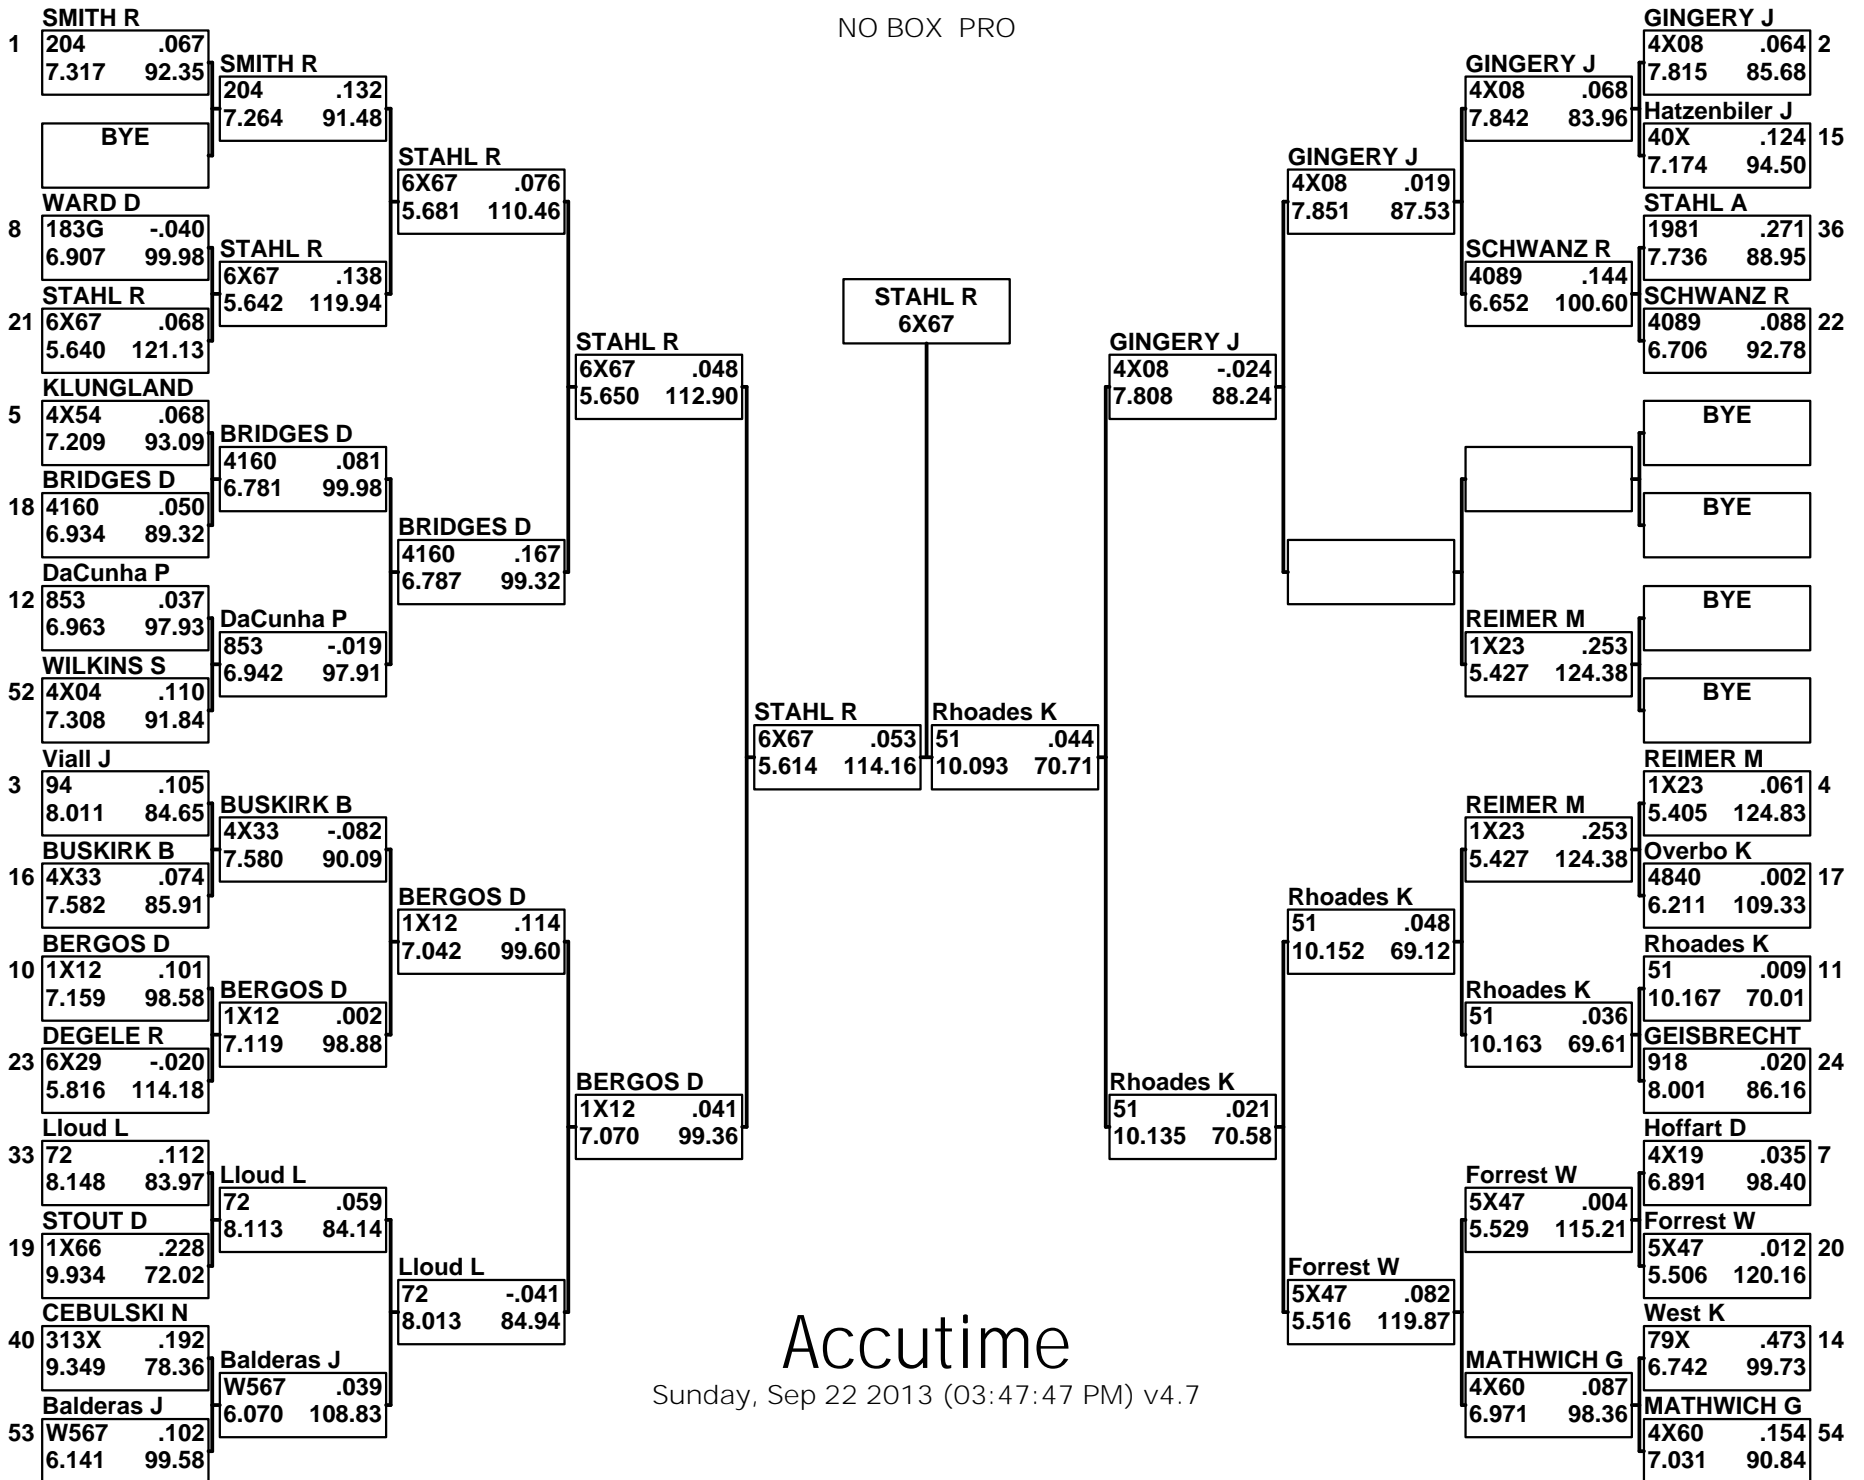 NO BOX PRO
SMITH R
1 204 .067
7.317 92.35
BYE
WARD D
8 183G -.040
6.907 99.98
STAHL R
21 6X67 .068
5.640 121.13
KLUNGLAND
5 4X54 .068
7.209 93.09
BRIDGES D
18 4160 .050
6.934 89.32
DaCunha P
12 853 .037
6.963 97.93
WILKINS S
52 4X04 .110
7.308 91.84
Viall J
3 94 .105
8.011 84.65
BUSKIRK B
16 4X33 .074
7.582 85.91
BERGOS D
10 1X12 .101
7.159 98.58
DEGELE R
23 6X29 -.020
5.816 114.18
Lloud L
33 72 .112
8.148 83.97
STOUT D
19 1X66 .228
9.934 72.02
CEBULSKI N
40 313X .192
9.349 78.36
Balderas J
53 W567 .102
6.141 99.58
SMITH R
204 .132
7.264 91.48
STAHL R
6X67 .138
5.642 119.94
BRIDGES D
4160 .081
6.781 99.98
DaCunha P
853 -.019
6.942 97.91
BUSKIRK B
4X33 -.082
7.580 90.09
BERGOS D
1X12 .002
7.119 98.88
Lloud L
72 .059
8.113 84.14
Balderas J
W567 .039
6.070 108.83
STAHL R
6X67 .076
5.681 110.46
BRIDGES D
4160 .167
6.787 99.32
BERGOS D
1X12 .114
7.042 99.60
Lloud L
72 -.041
8.013 84.94
STAHL R
6X67 .048
5.650 112.90
BERGOS D
1X12 .041
7.070 99.36
STAHL R
6X67 .053
5.614 114.16
STAHL R
6X67
Rhoades K
51 .044
10.093 70.71
GINGERY J
4X08 -.024
7.808 88.24
Rhoades K
51 .021
10.135 70.58
GINGERY J
4X08 .019
7.851 87.53
Rhoades K
51 .048
10.152 69.12
Forrest W
5X47 .082
5.516 119.87
GINGERY J
4X08 .068
7.842 83.96
SCHWANZ R
4089 .144
6.652 100.60
REIMER M
1X23 .253
5.427 124.38
REIMER M
1X23 .253
5.427 124.38
Rhoades K
51 .036
10.163 69.61
Forrest W
5X47 .004
5.529 115.21
MATHWICH G
4X60 .087
6.971 98.36
GINGERY J
4X08 .064 2
7.815 85.68
Hatzenbiler J
40X .124 15
7.174 94.50
STAHL A
1981 .271 36
7.736 88.95
SCHWANZ R
4089 .088 22
6.706 92.78
BYE
BYE
BYE
BYE
REIMER M
1X23 .061 4
5.405 124.83
Overbo K
4840 .002 17
6.211 109.33
Rhoades K
51 .009 11
10.167 70.01
GEISBRECHT
918 .020 24
8.001 86.16
Hoffart D
4X19 .035 7
6.891 98.40
Forrest W
5X47 .012 20
5.506 120.16
West K
79X .473 14
6.742 99.73
MATHWICH G
4X60 .154 54
7.031 90.84
Accutime
Sunday, Sep 22 2013 (03:47:47 PM) v4.7